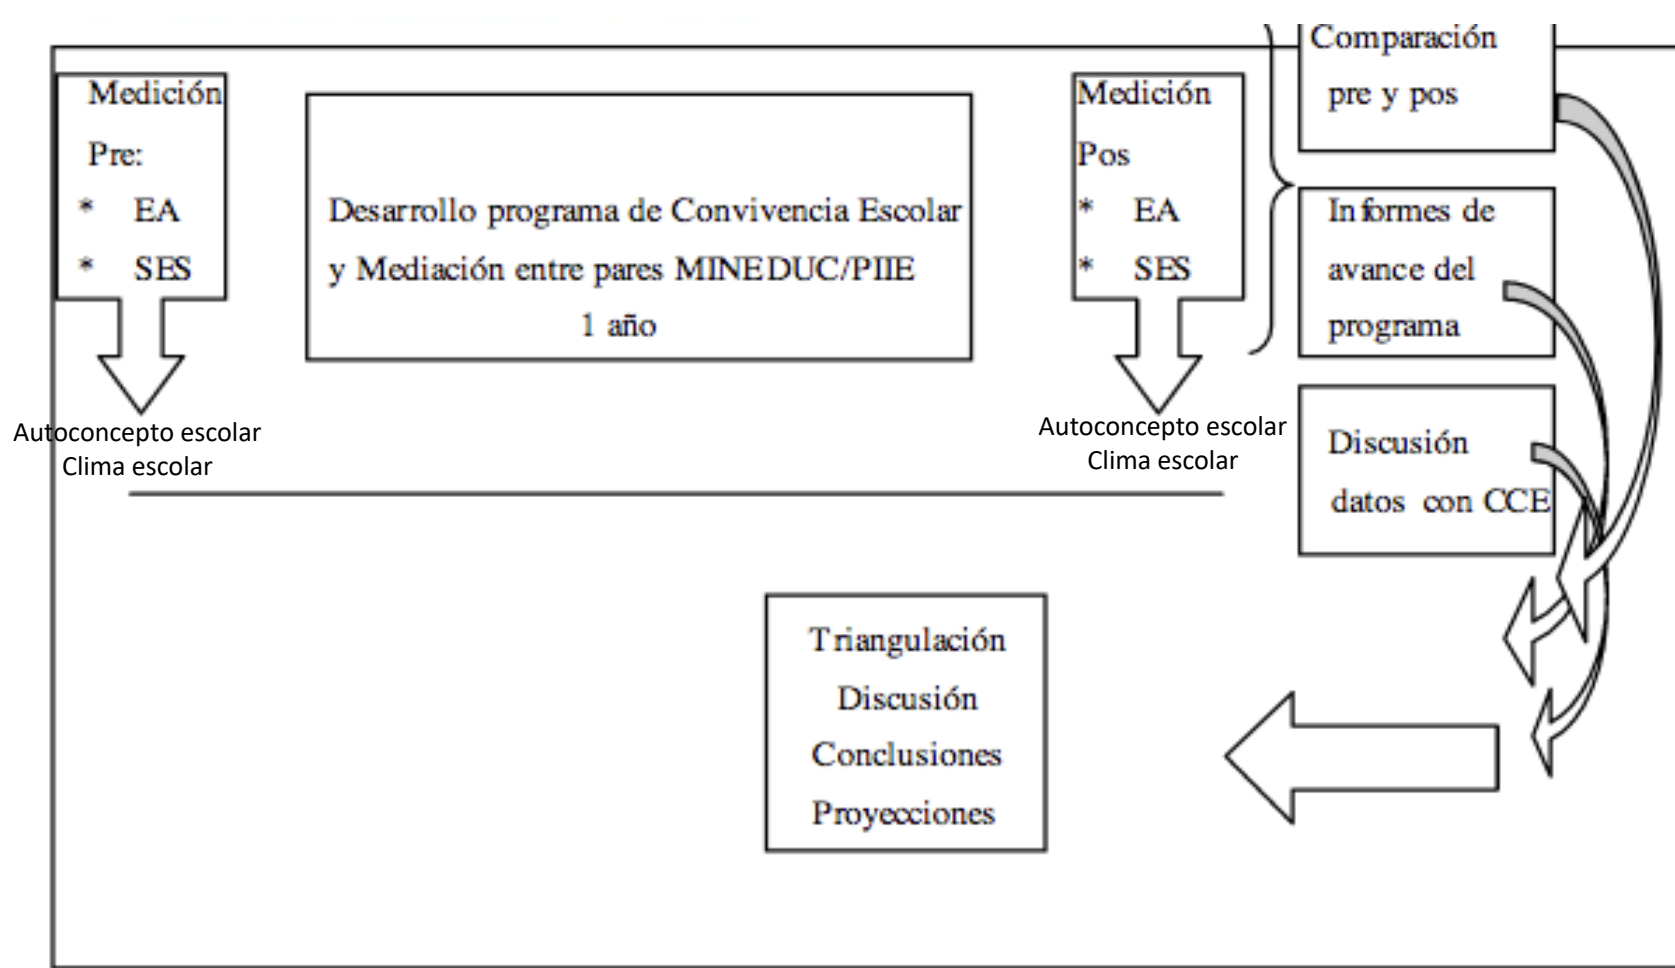 Medición
Pre:
* EA
* SES
Autoconcepto escolar
Clima escolar
Desarrollo programa de Convivencia Escolar
y Mediación entre pares MINEDUC/PIIE
1 año
Medición
Pos
* EA
* SES
Autoconcepto escolar
Clima escolar
Comparación
pre y pos
Informes de
avance del
programa
Discusión
datos con CCE
Triangulación
Discusión
Conclusiones
Proyecciones